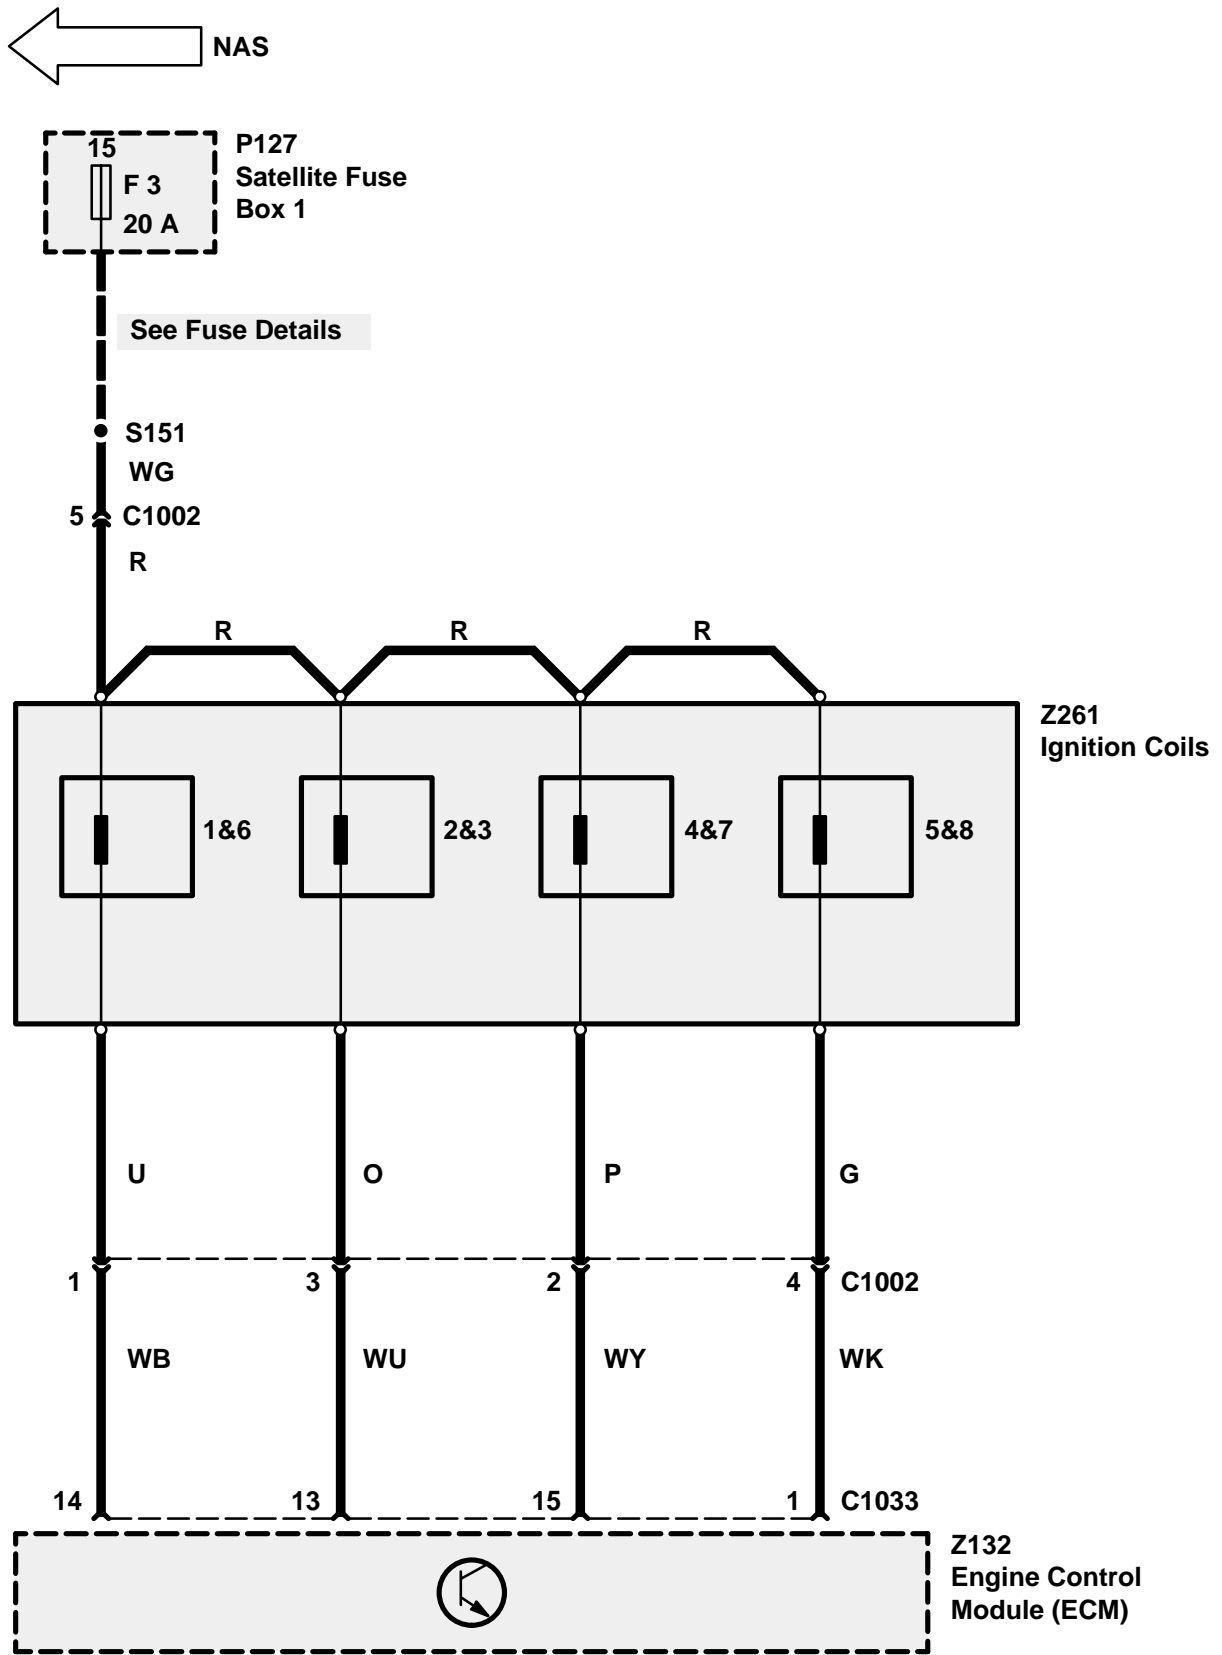 NAS
15
F 3
20 A
P127
Satellite Fuse
Box 1
See Fuse Details
S151
WG
5 C1002
R
R R R
Z261
Ignition Coils
1&6 2&3 4&7 5&8
U O P G
1 3 2 4 C1002
WB WU WY WK
14 13 15 1 C1033
Z132
Engine Control
Module (ECM)